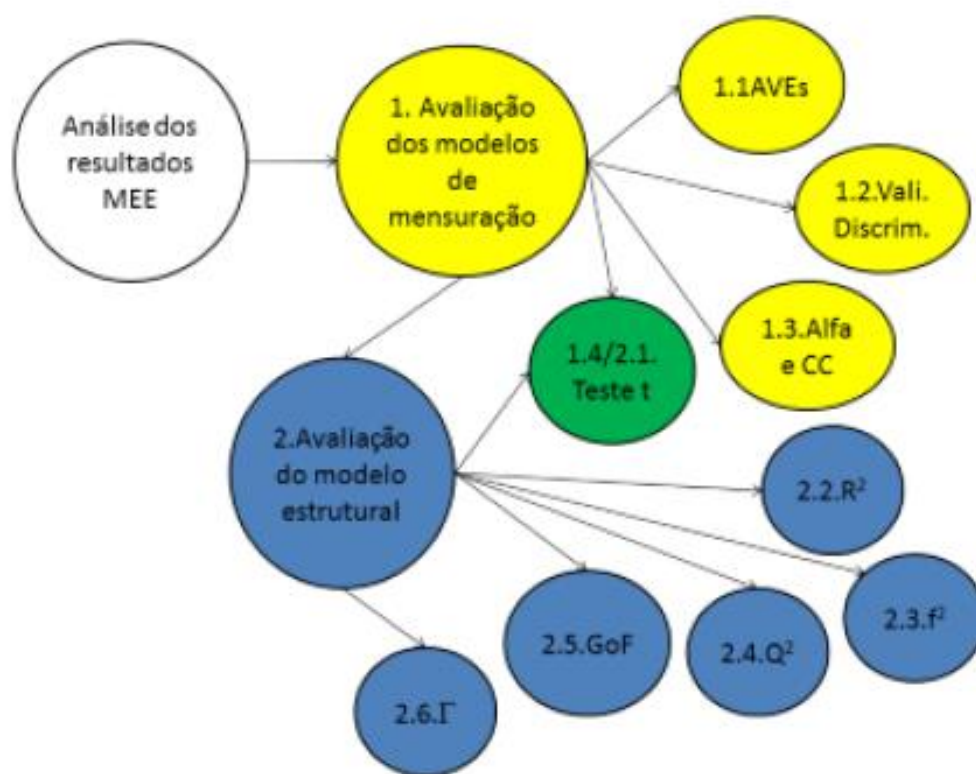 Análise dos
resultados
MEE
1. Avaliação
dos modelos
de
mensuração
1.1AVEs
1.2.Vali.
Discrim.
1.3.Alfa
e CC
1.4/2.1.
Teste t
2.Avaliação
do modelo
estrutural
2.2.R²
2.3.f²
2.4.Q²
2.5.GoF
2.6.Γ